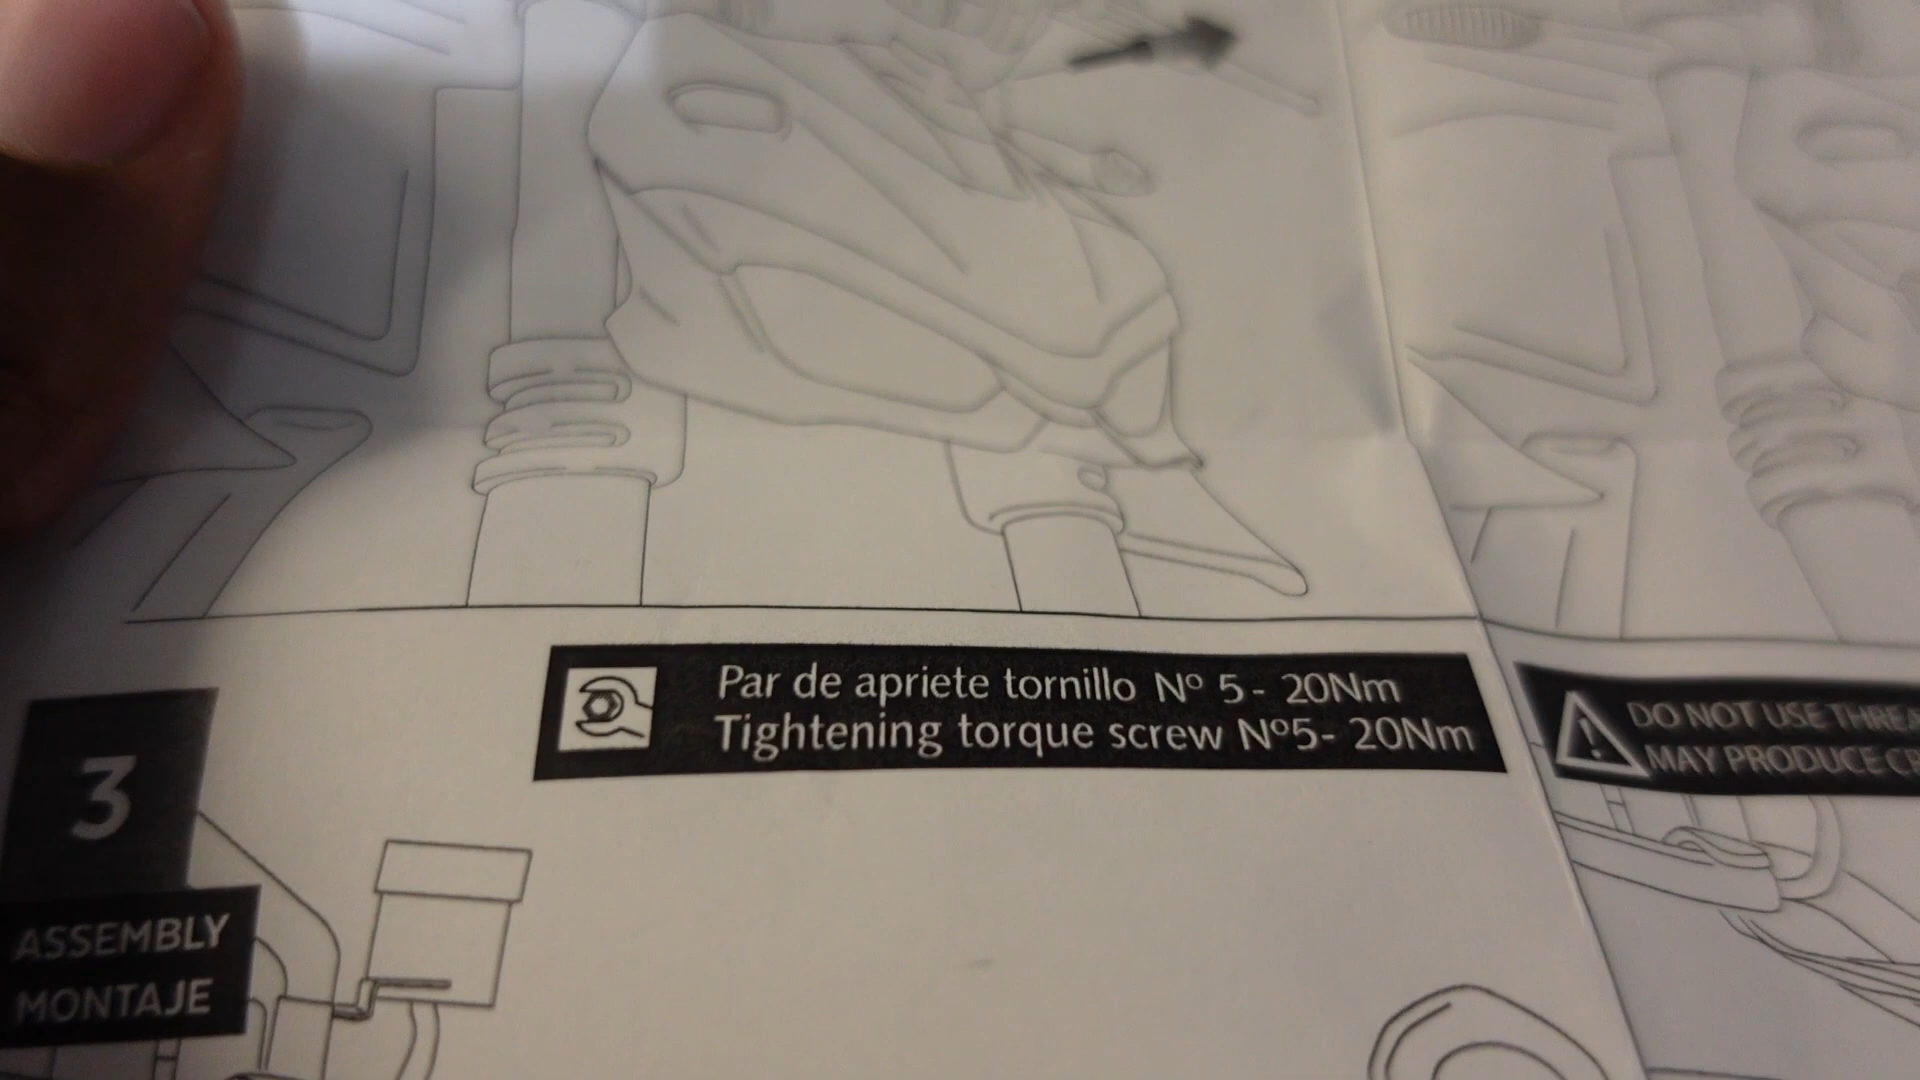 Par de apriete tornillo Nº 5 - 20Nm
Tightening torque screw Nº5- 20Nm
DO NOT USE
MAY PRODUCE
3
ASSEMBLY
MONTAJE